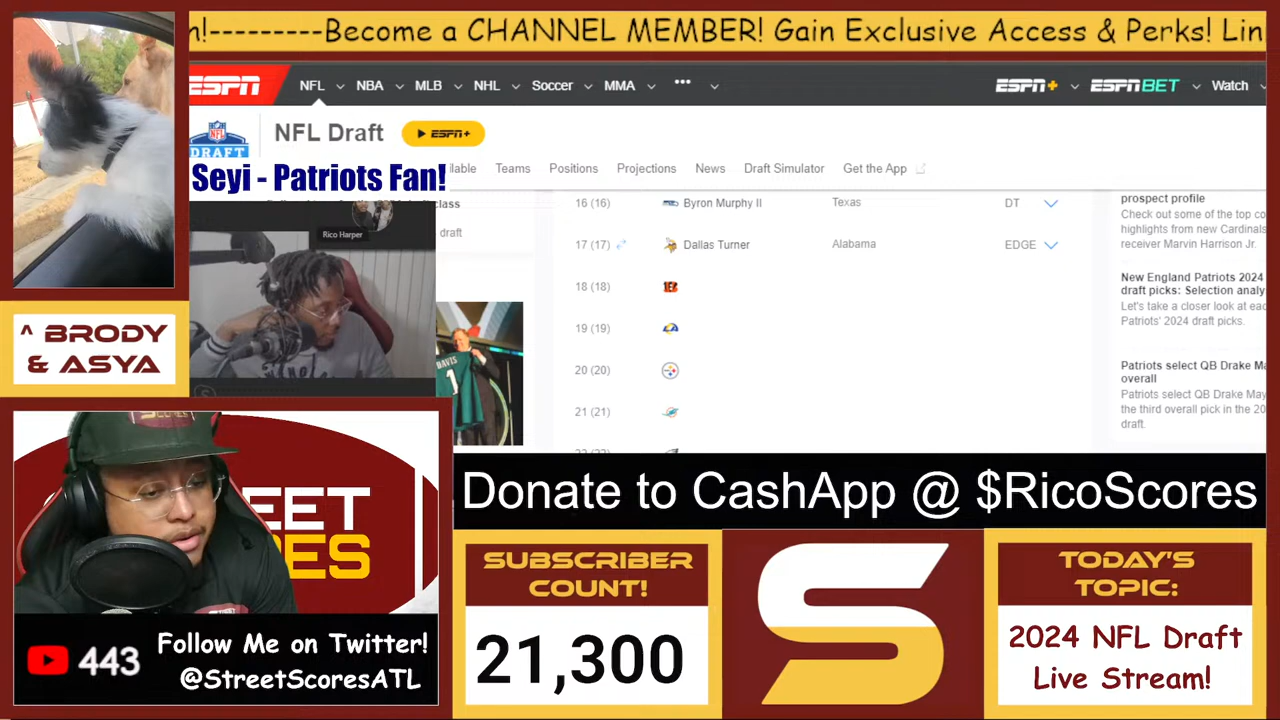 n!---------Become a CHANNEL MEMBER! Gain Exclusive Access & Perks! Lin
ESPN NFL NBA MLB NHL Soccer MMA ••• ESPN+ ESPN BET Watch
NFL DRAFT
NFL Draft ESPN+
ilable Teams Positions Projections News Draft Simulator Get the App
Seyi - Patriots Fan!
class
draft
Rico Harper
16 (16) Byron Murphy II Texas DT
17 (17) Dallas Turner Alabama EDGE
18 (18)
19 (19)
20 (20)
21 (21)
prospect profile
Check out some of the top co
highlights from new Cardinals
receiver Marvin Harrison Jr.
New England Patriots 2024
draft picks: Selection analy
Let's take a closer look at eac
Patriots' 2024 draft picks.
Patriots select QB Drake Ma
overall
Patriots select QB Drake May
the third overall pick in the 20
draft.
DAVIS
1
^ BRODY
& ASYA
EET
ES
Donate to CashApp @ $RicoScores
443
Follow Me on Twitter!
@StreetScoresATL
SUBSCRIBER
COUNT!
21,300
S
TODAY'S
TOPIC:
2024 NFL Draft
Live Stream!